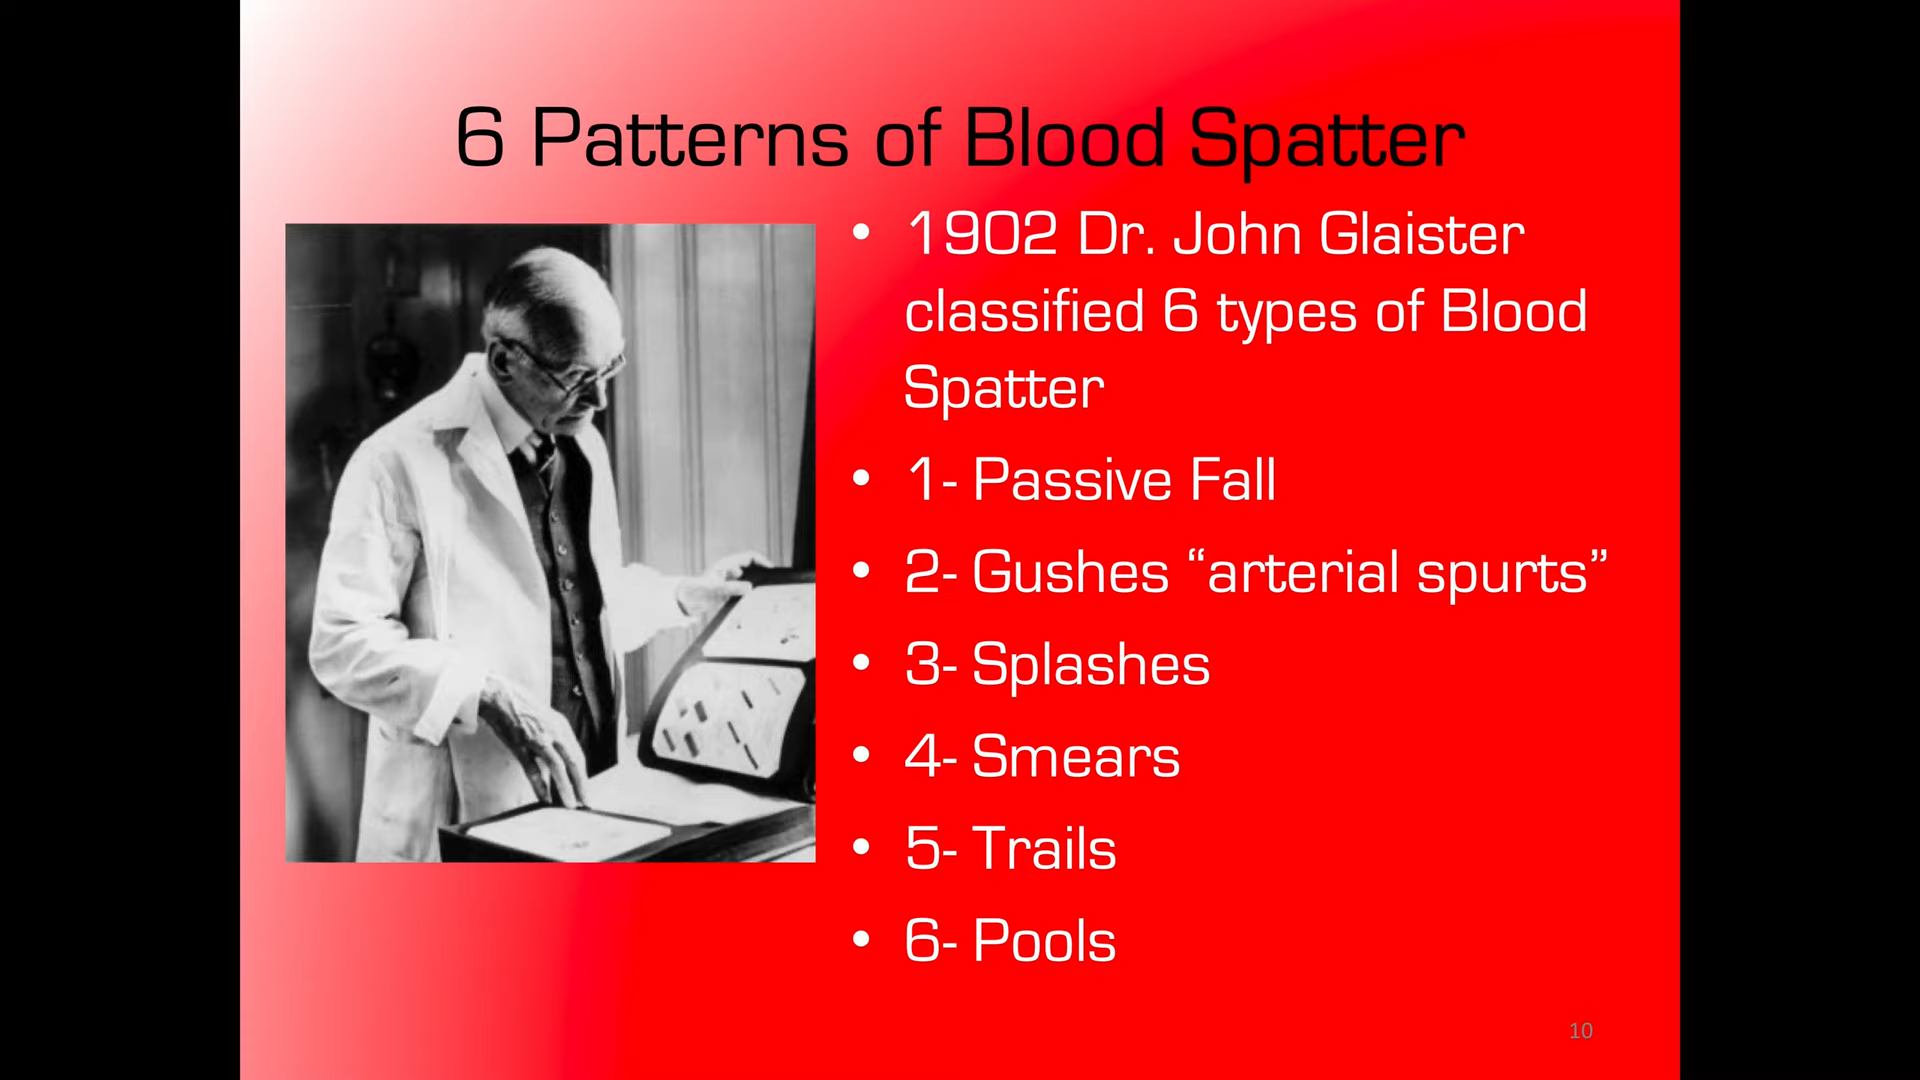 6 Patterns of Blood Spatter
• 1902 Dr. John Glaister
classified 6 types of Blood
Spatter
• 1- Passive Fall
• 2- Gushes “arterial spurts”
• 3- Splashes
• 4- Smears
• 5- Trails
• 6- Pools
10